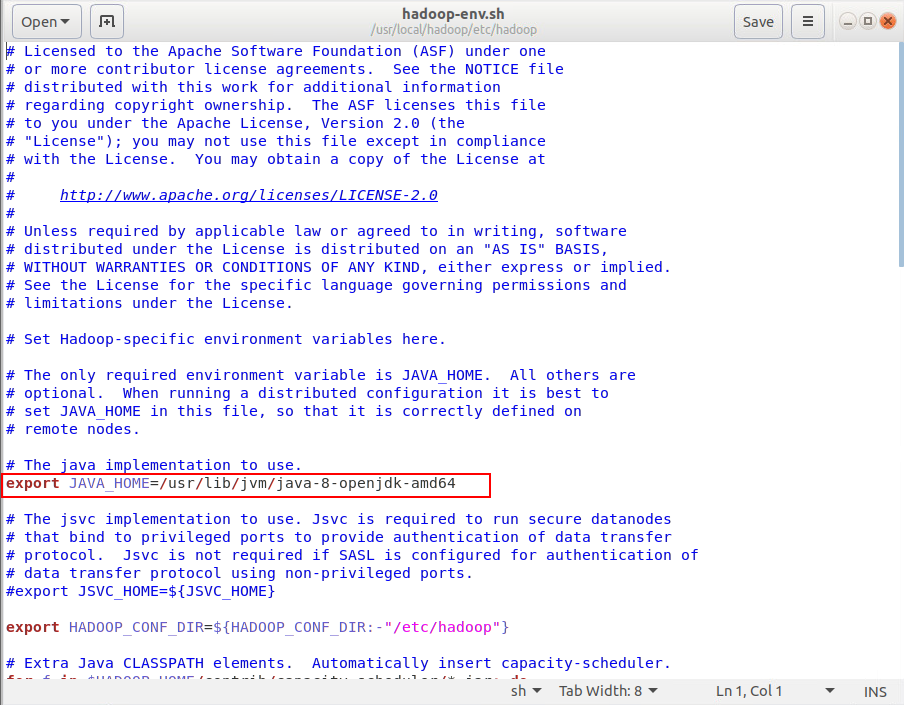 Open
hadoop-env.sh
/usr/local/hadoop/etc/hadoop
Save
# Licensed to the Apache Software Foundation (ASF) under one
# or more contributor license agreements.  See the NOTICE file
# distributed with this work for additional information
# regarding copyright ownership.  The ASF licenses this file
# to you under the Apache License, Version 2.0 (the
# "License"); you may not use this file except in compliance
# with the License.  You may obtain a copy of the License at
#
#     http://www.apache.org/licenses/LICENSE-2.0
#
# Unless required by applicable law or agreed to in writing, software
# distributed under the License is distributed on an "AS IS" BASIS,
# WITHOUT WARRANTIES OR CONDITIONS OF ANY KIND, either express or implied.
# See the License for the specific language governing permissions and
# limitations under the License.
# Set Hadoop-specific environment variables here.
# The only required environment variable is JAVA_HOME.  All others are
# optional.  When running a distributed configuration it is best to
# set JAVA_HOME in this file, so that it is correctly defined on
# remote nodes.
# The java implementation to use.
export JAVA_HOME=/usr/lib/jvm/java-8-openjdk-amd64
# The jsvc implementation to use. Jsvc is required to run secure datanodes
# that bind to privileged ports to provide authentication of data transfer
# protocol.  Jsvc is not required if SASL is configured for authentication of
# data transfer protocol using non-privileged ports.
#export JSVC_HOME=${JSVC_HOME}
export HADOOP_CONF_DIR=${HADOOP_CONF_DIR:-"/etc/hadoop"}
# Extra Java CLASSPATH elements.  Automatically insert capacity-scheduler.
for f in $HADOOP_HOME/contrib/capacity-scheduler/*.jar; do
sh
Tab Width: 8
Ln 1, Col 1
INS